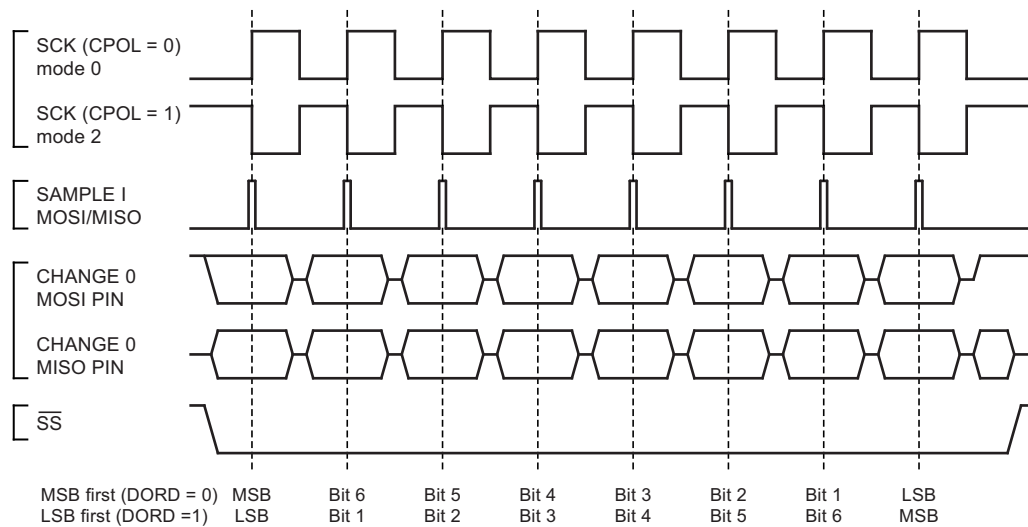 SCK (CPOL = 0)
mode 0
SCK (CPOL = 1)
mode 2
SAMPLE I
MOSI/MISO
CHANGE 0
MOSI PIN
CHANGE 0
MISO PIN
SS
MSB first (DORD = 0) MSB Bit 6 Bit 5 Bit 4 Bit 3 Bit 2 Bit 1 LSB
LSB first (DORD =1) LSB Bit 1 Bit 2 Bit 3 Bit 4 Bit 5 Bit 6 MSB